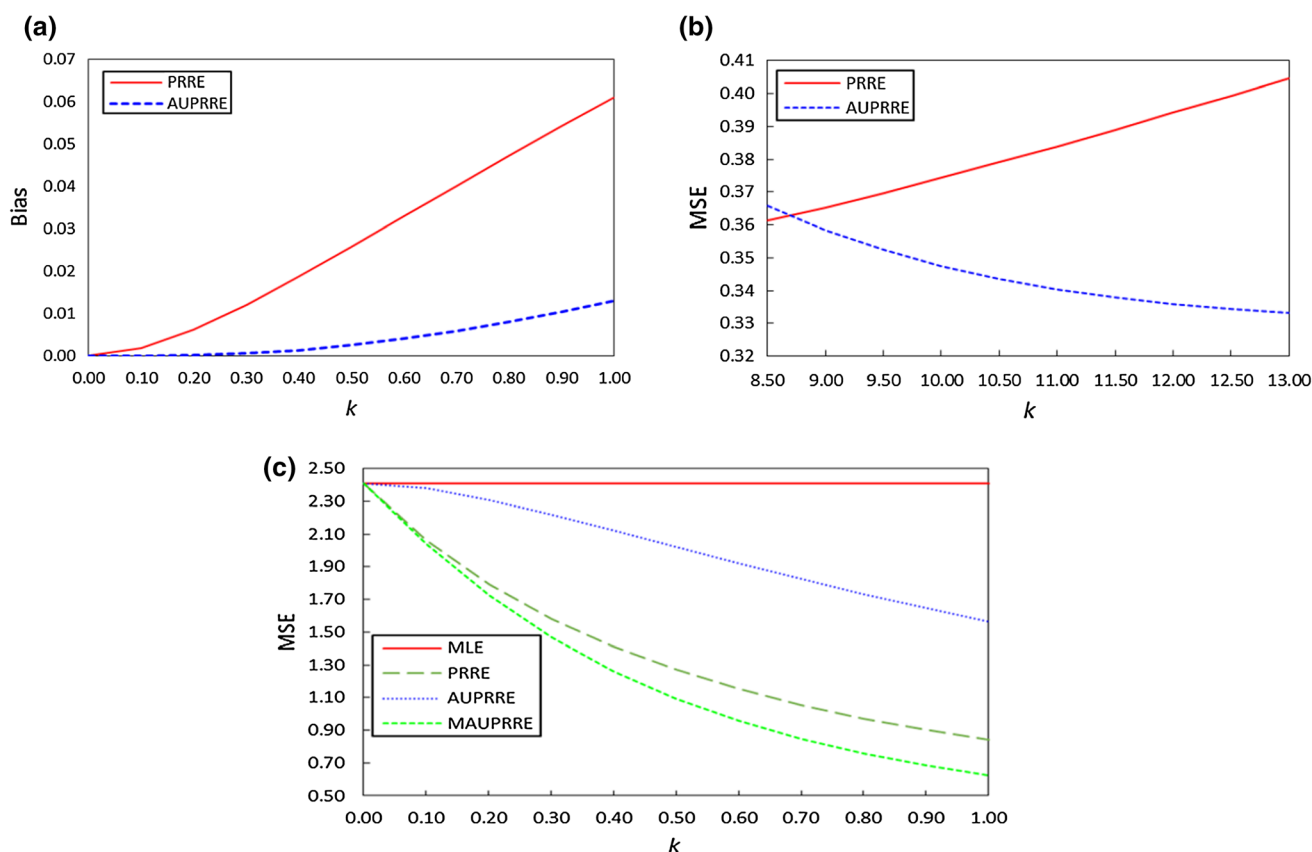 (a)
0.07
0.06
0.05
0.04
0.03
0.02
0.01
0.00
Bias
PRRE
AUPRRE
0.00 0.10 0.20 0.30 0.40 0.50 0.60 0.70 0.80 0.90 1.00
k
(b)
0.41
0.40
0.39
0.38
0.37
0.36
0.35
0.34
0.33
0.32
MSE
PRRE
AUPRRE
8.50 9.00 9.50 10.00 10.50 11.00 11.50 12.00 12.50 13.00
k
(c)
2.50
2.30
2.10
1.90
1.70
1.50
1.30
1.10
0.90
0.70
0.50
MSE
MLE
PRRE
AUPRRE
MAUPRRE
0.00 0.10 0.20 0.30 0.40 0.50 0.60 0.70 0.80 0.90 1.00
k